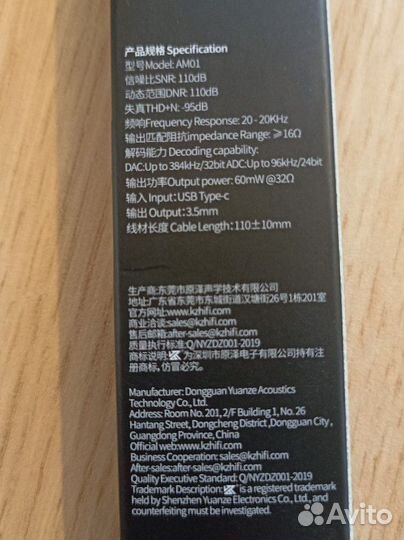 产品规格 Specification
型号Model: AM01
信噪比SNR: 110dB
动态范围DNR: 110dB
失真THD+N: -95dB
频响Frequency Response: 20 - 20KHz
输出匹配阻抗impedance Range: ≥16Ω
解码能力 Decoding capability:
DAC:Up to 384kHz/32bit ADC:Up to 96kHz/24bit
输出功率Output power: 60mW @32Ω
输入 Input: USB Type-c
输出 Output: 3.5mm
线材长度 Cable Length: 110±10mm
生产商:东莞市原泽声学技术有限公司
地址:广东省东莞市东城街道汉塘街26号1栋201室
官方网址:www.kzhifi.com
商业洽谈:sales@kzhifi.com
售后邮箱:after-sales@kzhifi.com
质量执行标准:Q/NYZDZ001-2019
商标说明: 为深圳市原泽电子有限公司持有注
册商标, 仿冒必究。
Manufacturer: Dongguan Yuanze Acoustics
Technology Co., Ltd.
Address: Room No. 201, 2/F Building 1, No. 26
Hantang Street, Dongcheng District ,Dongguan City ,
Guangdong Province, China
Official web:www.kzhifi.com
Business Cooperation: sales@kzhifi.com
After-sales:after-sales@kzhifi.com
Quality Executive Standard: Q/NYZDZ001-2019
Trademark Description: is a registered trademark
held by Shenzhen Yuanze Electronics Co., Ltd., and
counterfeiting must be investigated.
Avito